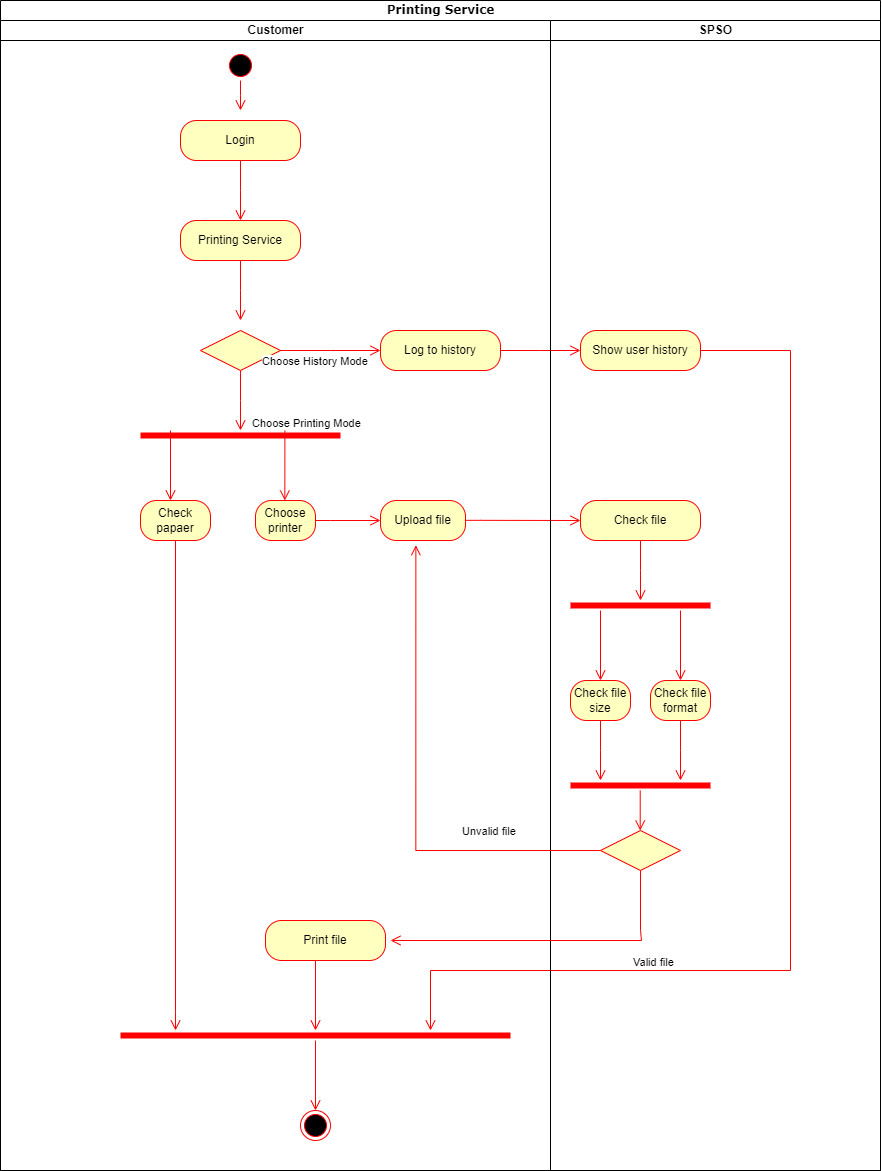 Printing Service
Customer
SPSO
Login
Printing Service
Log to history
Show user history
Choose History Mode
Choose Printing Mode
Check
papaer
Choose
printer
Upload file
Check file
Check file
size
Check file
format
Unvalid file
Print file
Valid file